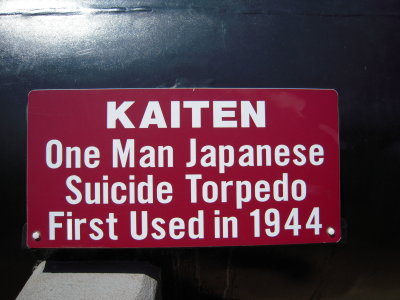 KAITEN
One Man Japanese
Suicide Torpedo
First Used in 1944